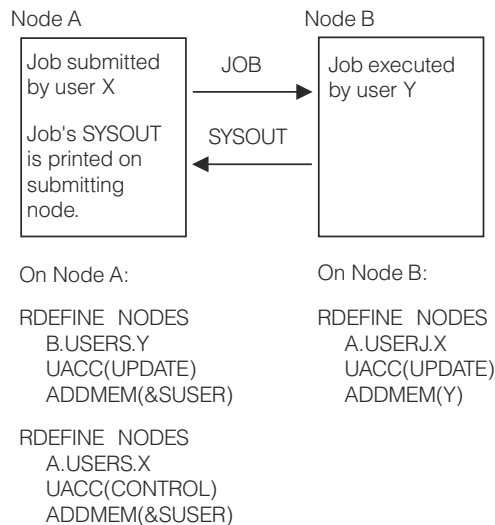 Node A
Node B
Job submitted
by user X
Job's SYSOUT
is printed on
submitting
node.
JOB
SYSOUT
Job executed
by user Y
On Node A:
RDEFINE NODES
B.USERS.Y
UACC(UPDATE)
ADDMEM(&SUSER)
RDEFINE NODES
A.USERS.X
UACC(CONTROL)
ADDMEM(&SUSER)
On Node B:
RDEFINE NODES
A.USERJ.X
UACC(UPDATE)
ADDMEM(Y)